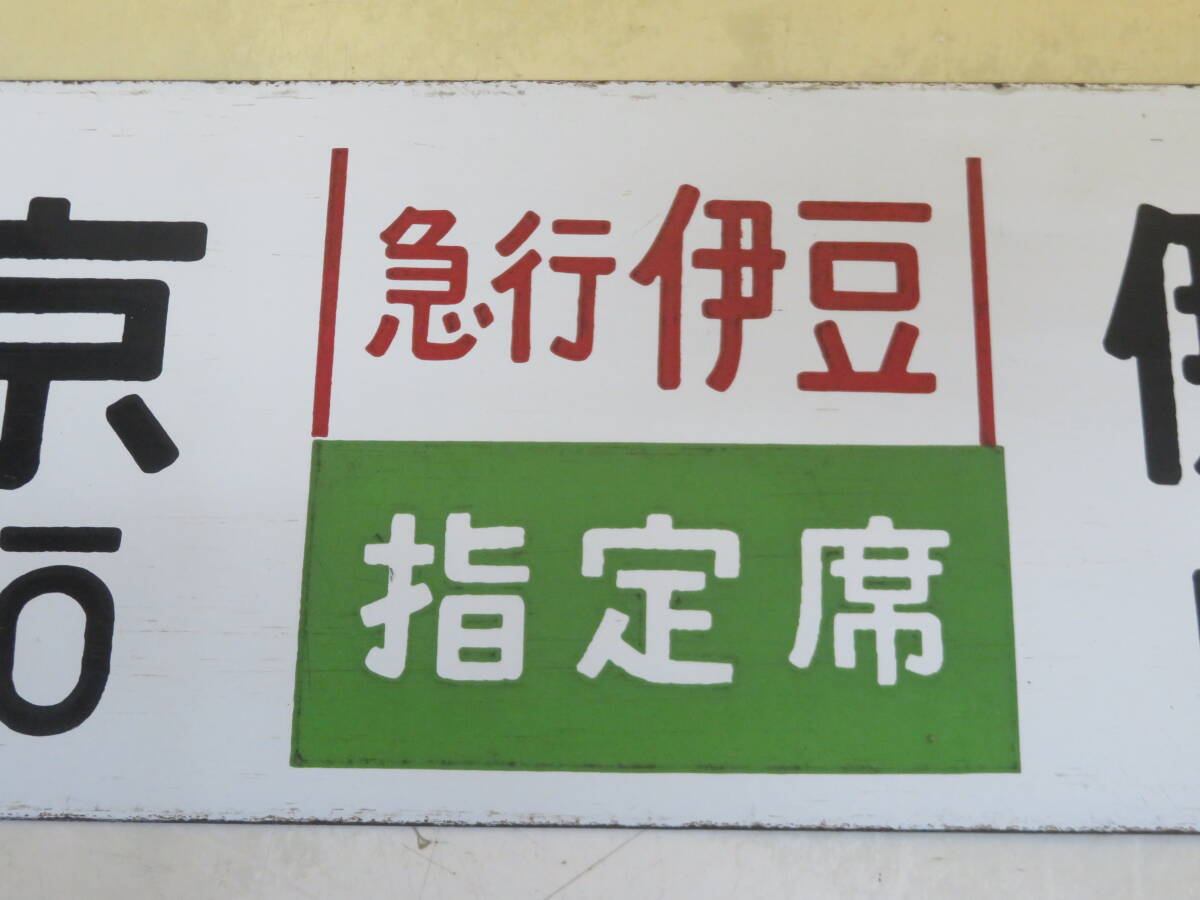 京 急行伊豆
指定席
ō